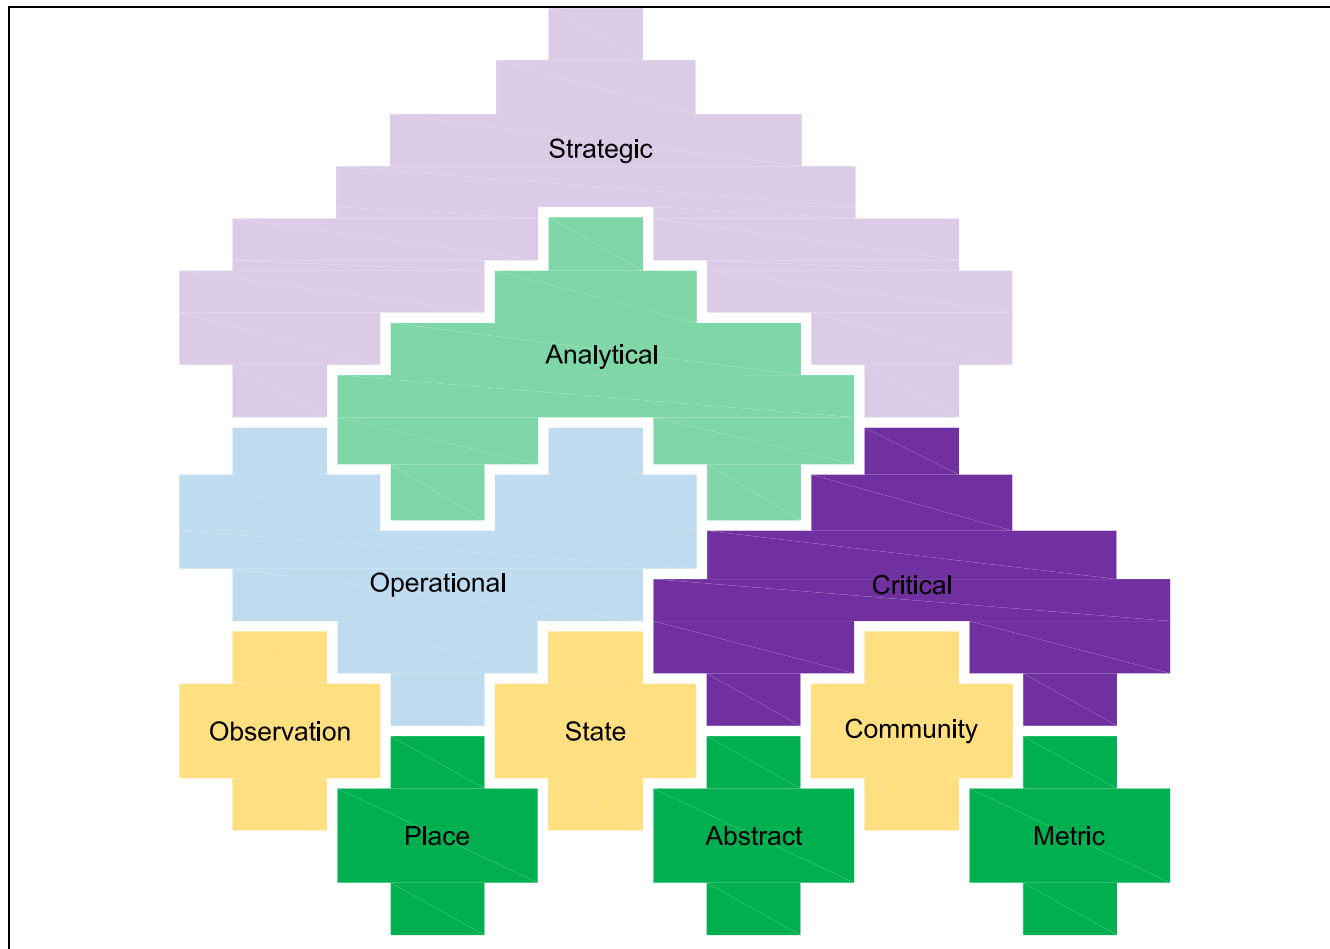 Strategic
Analytical
Operational
Critical
Observation
State
Community
Place
Abstract
Metric